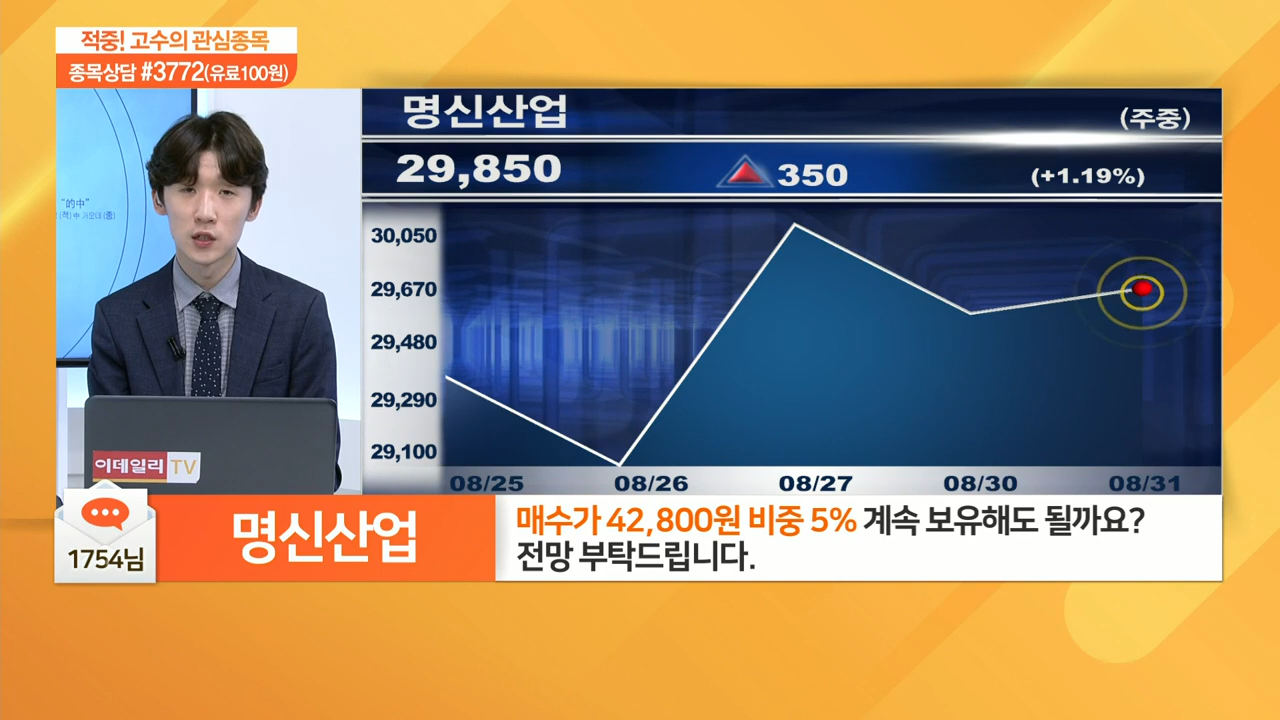 적중! 고수의 관심종목
종목상담 #3772(유료100원)
"的中"
명신산업
(주중)
29,850
350
(+1.19%)
30,050
29,670
29,480
29,290
29,100
08/25
08/26
08/27
08/30
08/31
이데일리 TV
1754님
명신산업
매수가 42,800원 비중 5% 계속 보유해도 될까요?
전망 부탁드립니다.